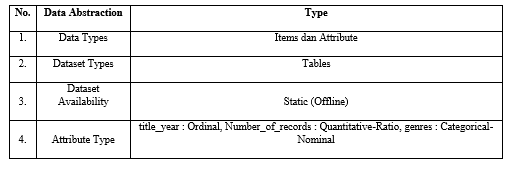 No. Data Abstraction Type
1. Data Types Items dan Attribute
2. Dataset Types Tables
3. Dataset Availability Static (Offline)
4. Attribute Type title_year : Ordinal, Number_of_records : Quantitative-Ratio, genres : Categorical-
Nominal